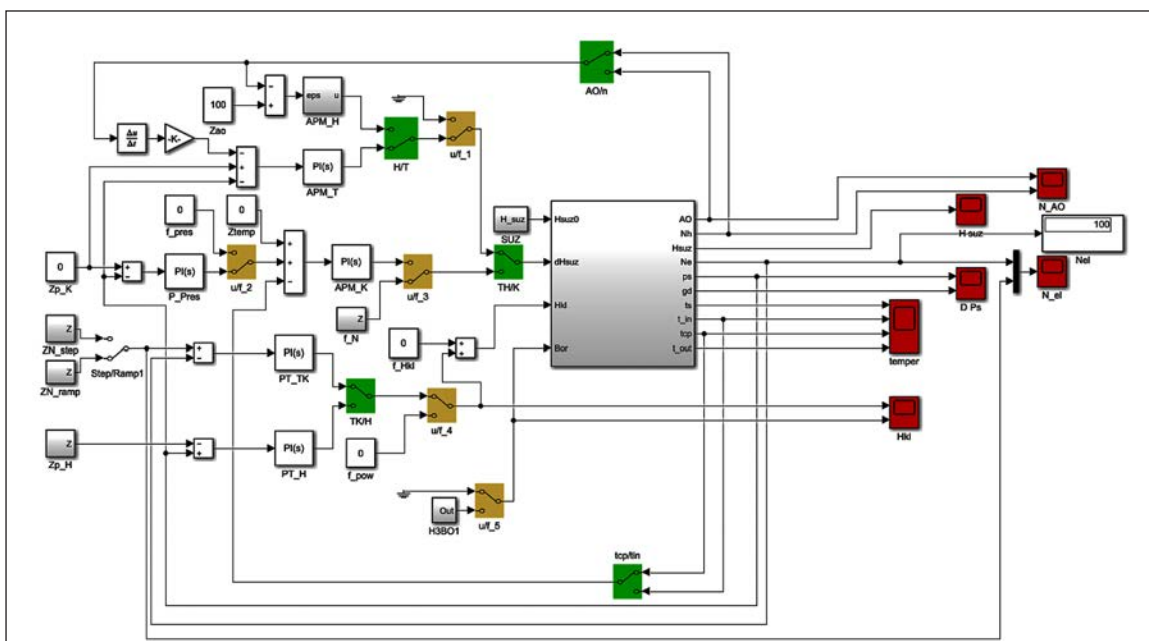 AO/n
100
Zao
eps u
APM_H
Δu
Δt
-K-
u/f_1
H/T
PI(s)
APM_T
0
f_pres
0
Ztemp
H_suz
SUZ
Hsuz0
dHsuz
Hkl
Bor
AO
Nh
Hsuz
Ne
ps
gd
ts
t_in
tcp
t_out
N_AO
H suz
100
Nel
N_el
D Ps
temper
Hkl
0
Zp_K
PI(s)
P_Pres
u/f_2
PI(s)
APM_K
u/f_3
TH/K
Z
f_N
Z
ZN_step
Z
ZN_ramp
Step/Ramp1
PI(s)
PT_TK
0
f_Hkl
TK/H
u/f_4
Z
Zp_H
PI(s)
PT_H
0
f_pow
Out
H3BO1
u/f_5
tcp/tin